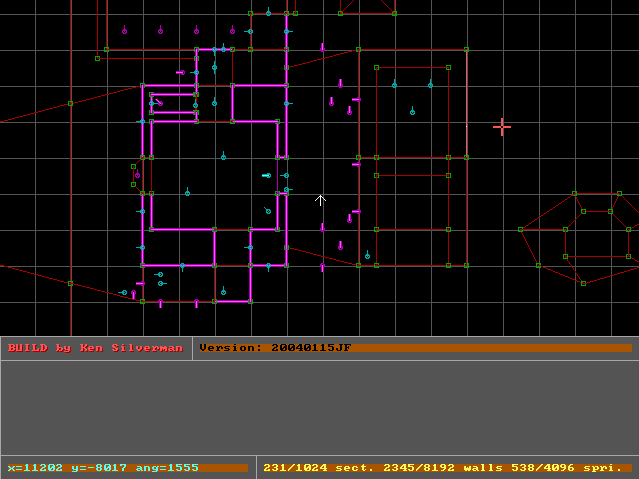 BUILD by Ken Silverman Version: 20040115JF
x=11202 y=-8017 ang=1555 231/1024 sect. 2345/8192 walls 538/4096 spri.